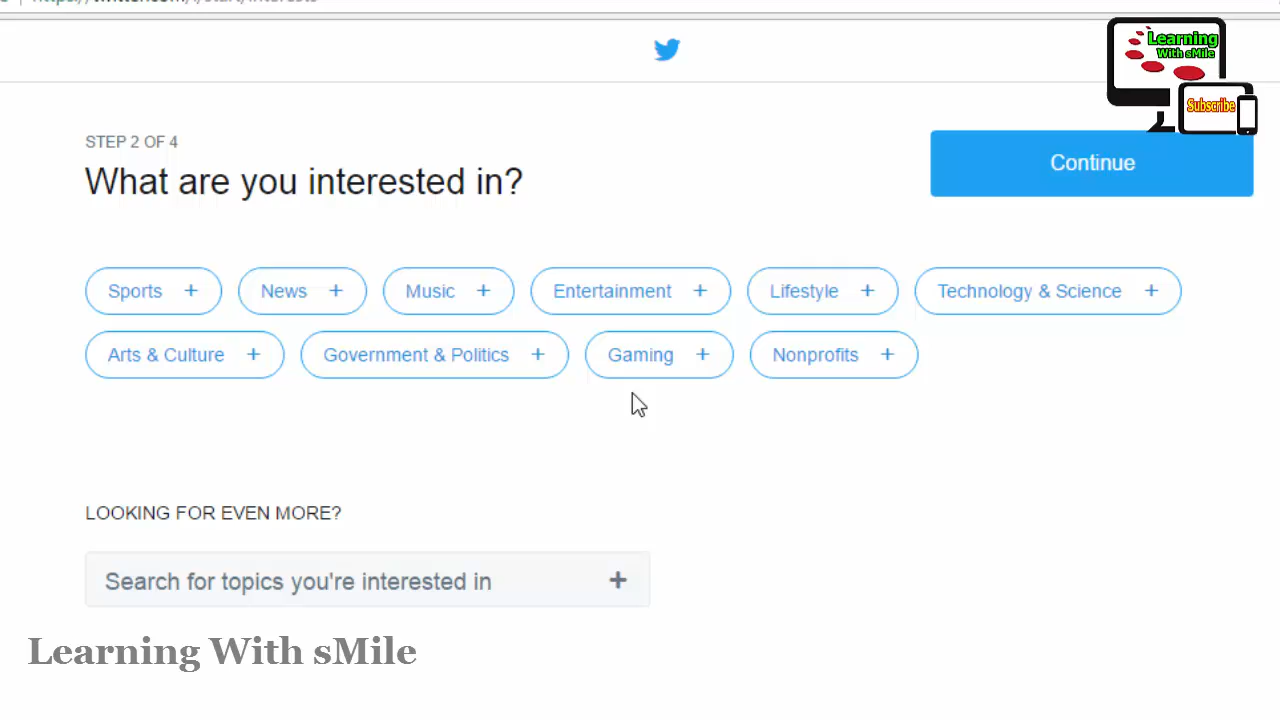 Learning
With sMile
Subscribe
STEP 2 OF 4
What are you interested in?
Continue
Sports +
News +
Music +
Entertainment +
Lifestyle +
Technology & Science +
Arts & Culture +
Government & Politics +
Gaming +
Nonprofits +
LOOKING FOR EVEN MORE?
Search for topics you're interested in +
Learning With sMile